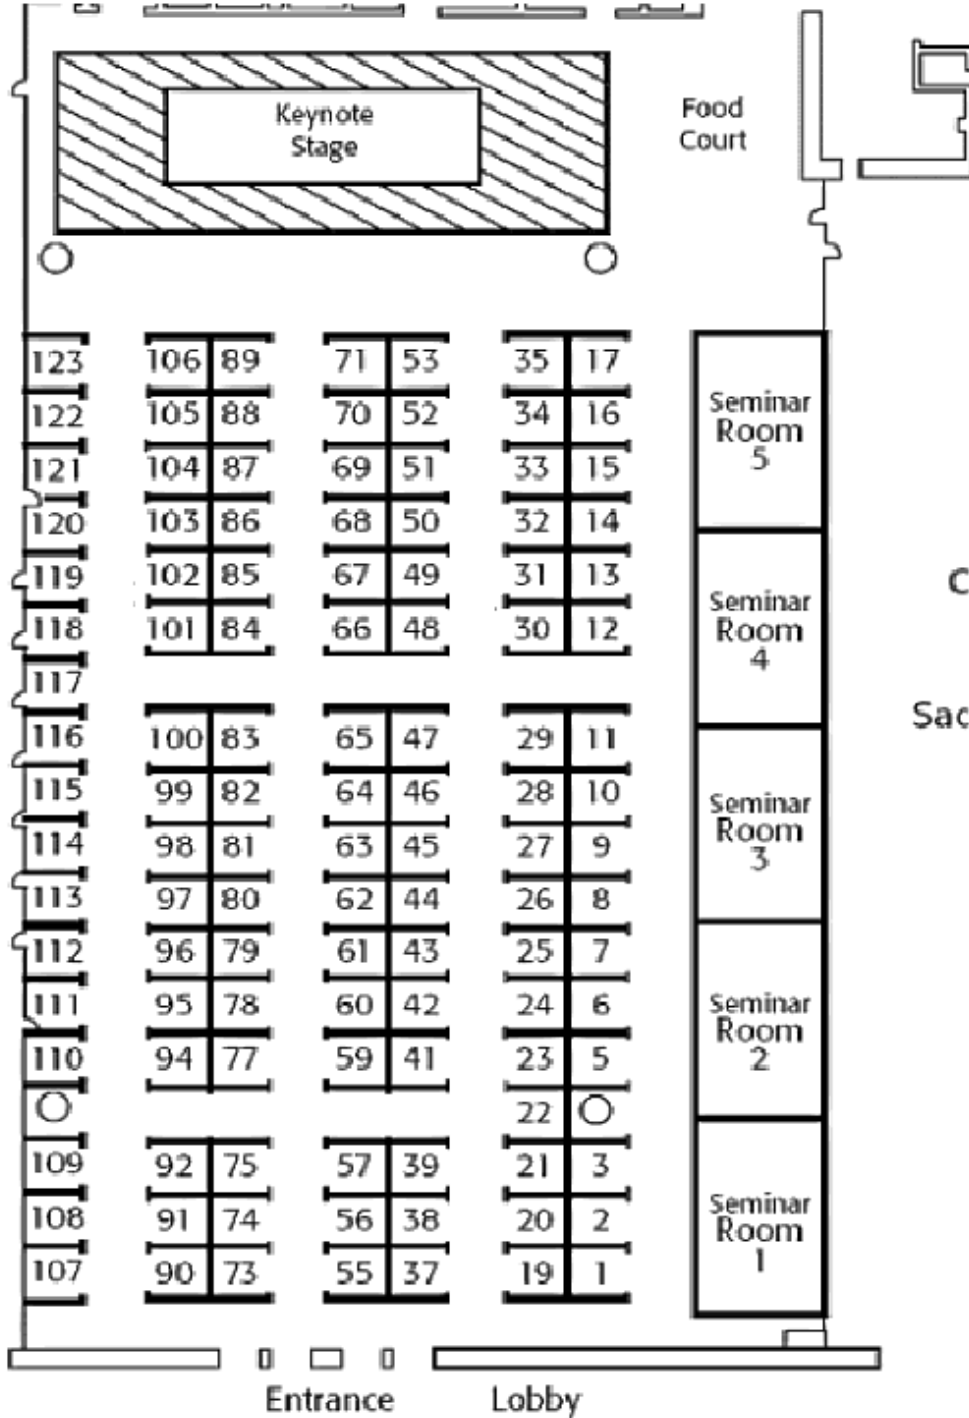 Keynote
Stage
Food
Court
123 106 89 71 53 35 17
122 105 88 70 52 34 16
Seminar
Room
5
121 104 87 69 51 33 15
120 103 86 68 50 32 14
119 102 85 67 49 31 13
118 101 84 66 48 30 12
Seminar
Room
4
117
116 100 83 65 47 29 11
115 99 82 64 46 28 10
114 98 81 63 45 27 9
Seminar
Room
3
113 97 80 62 44 26 8
112 96 79 61 43 25 7
111 95 78 60 42 24 6
110 94 77 59 41 23 5
Seminar
Room
2
22
109 92 75 57 39 21 3
108 91 74 56 38 20 2
107 90 73 55 37 19 1
Seminar
Room
1
C
Sac
Entrance Lobby